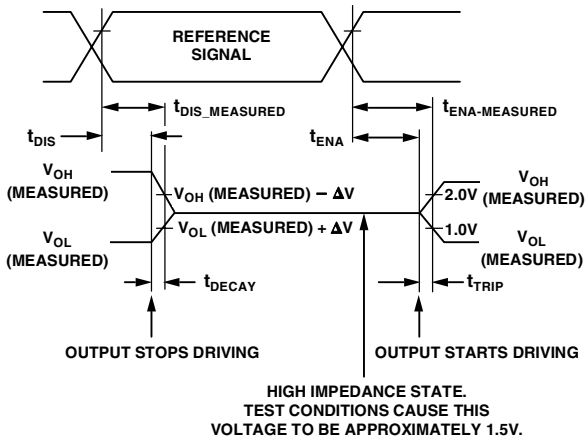 REFERENCE
SIGNAL
tDIS_MEASURED
tENA-MEASURED
tDIS
tENA
VOH
(MEASURED)
VOH (MEASURED) – ΔV
2.0V
VOH
(MEASURED)
VOL
(MEASURED)
VOL (MEASURED) + ΔV
1.0V
VOL
(MEASURED)
tDECAY
tTRIP
OUTPUT STOPS DRIVING
OUTPUT STARTS DRIVING
HIGH IMPEDANCE STATE.
TEST CONDITIONS CAUSE THIS
VOLTAGE TO BE APPROXIMATELY 1.5V.